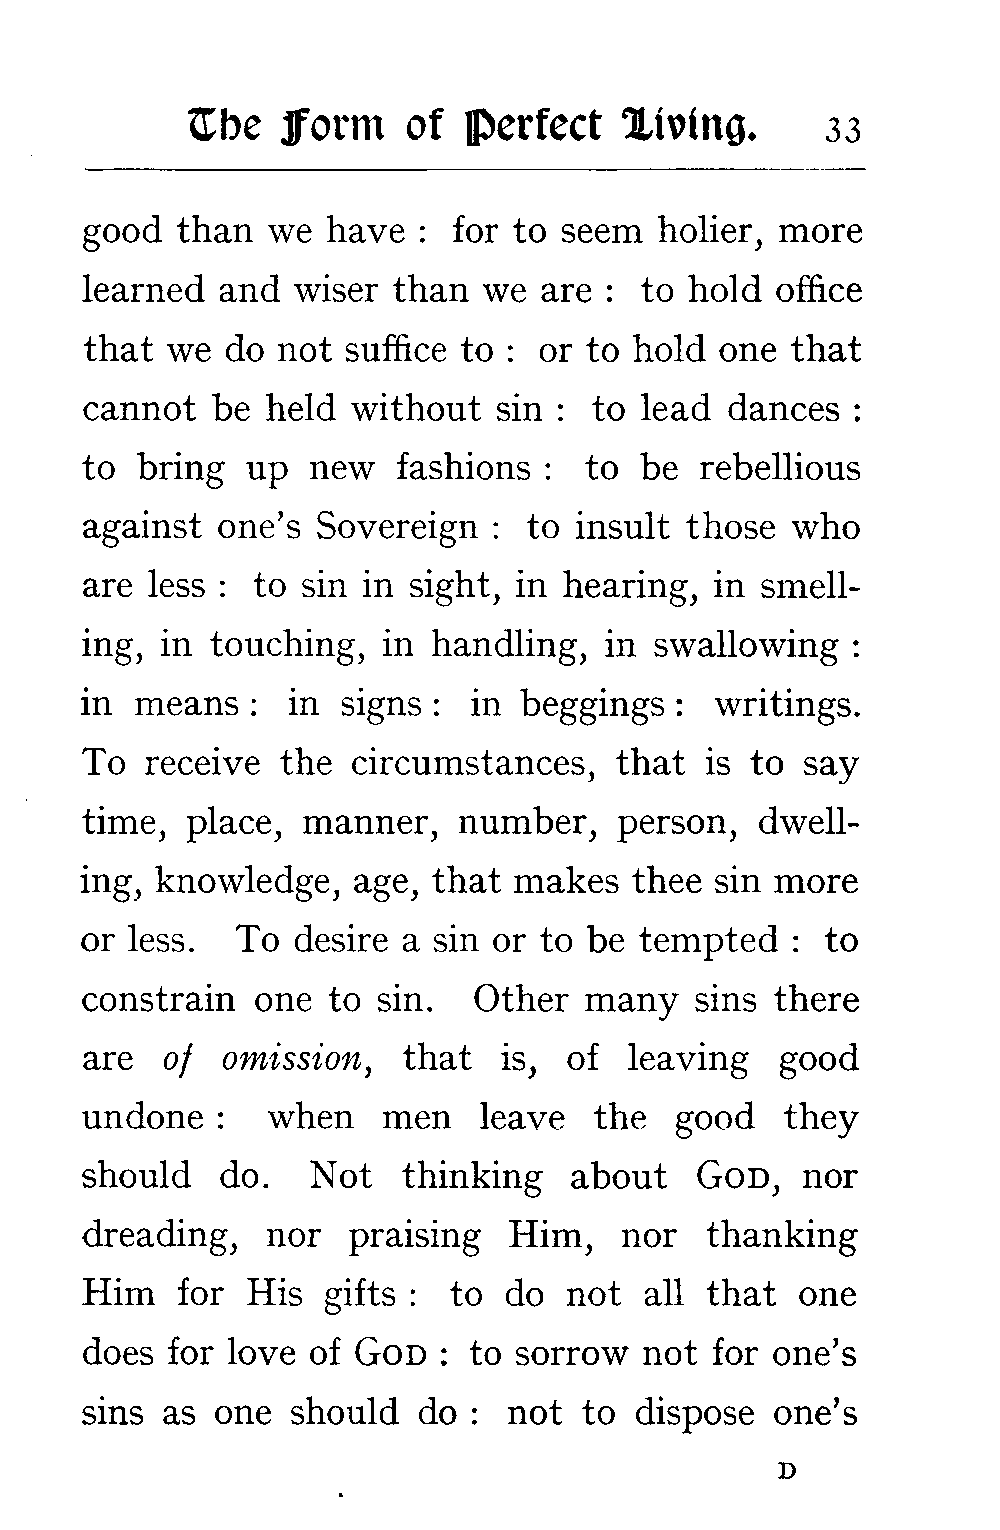 The Form of Perfect Living. 33
good than we have : for to seem holier, more
learned and wiser than we are : to hold office
that we do not suffice to : or to hold one that
cannot be held without sin : to lead dances :
to bring up new fashions : to be rebellious
against one's Sovereign : to insult those who
are less : to sin in sight, in hearing, in smell-
ing, in touching, in handling, in swallowing :
in means : in signs : in beggings : writings.
To receive the circumstances, that is to say
time, place, manner, number, person, dwell-
ing, knowledge, age, that makes thee sin more
or less. To desire a sin or to be tempted : to
constrain one to sin. Other many sins there
are of omission, that is, of leaving good
undone : when men leave the good they
should do. Not thinking about GOD, nor
dreading, nor praising Him, nor thanking
Him for His gifts : to do not all that one
does for love of GOD : to sorrow not for one's
sins as one should do : not to dispose one's
D